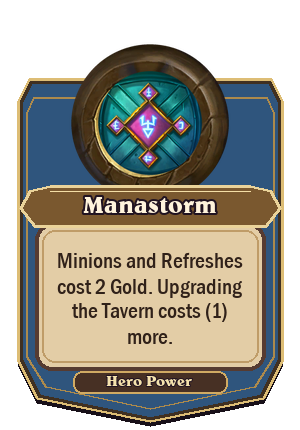 Manastorm
Minions and Refreshes
cost 2 Gold. Upgrading
the Tavern costs (1)
more.
Hero Power